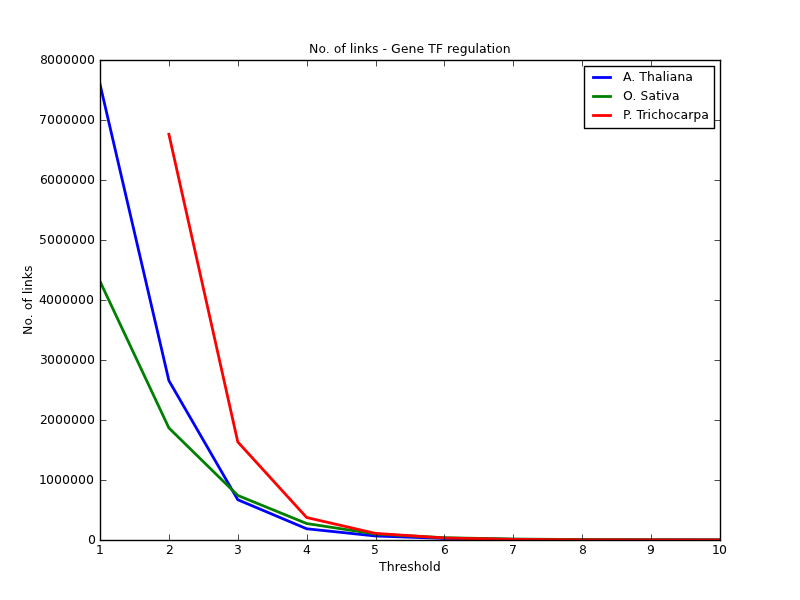 No. of links - Gene TF regulation
8000000
7000000
6000000
5000000
4000000
3000000
2000000
1000000
0
No. of links
A. Thaliana
O. Sativa
P. Trichocarpa
1 2 3 4 5 6 7 8 9 10
Threshold